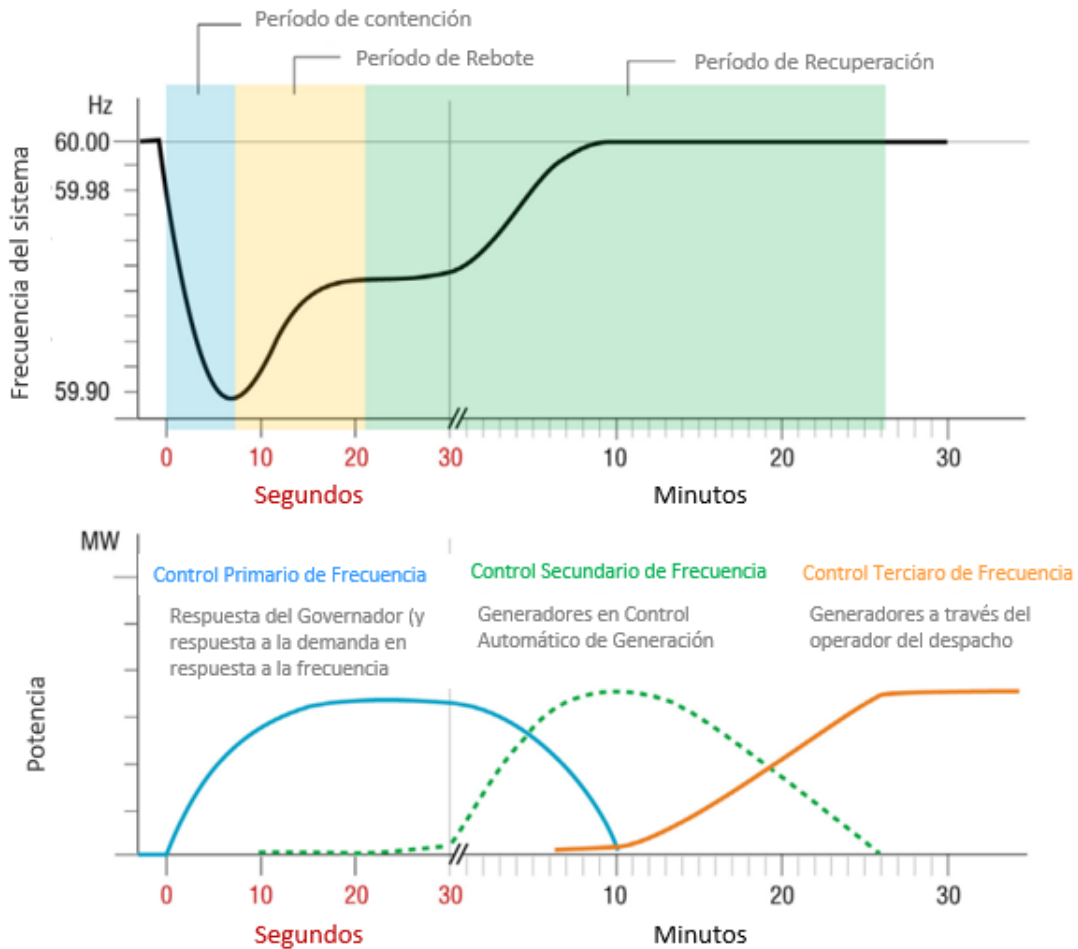 Período de contención
Período de Rebote
Período de Recuperación
Hz
60.00
59.98
59.90
Frecuencia del sistema
0 10 20 30 10 20 30
Segundos Minutos
MW
Control Primario de Frecuencia
Respuesta del Governador (y
respuesta a la demanda en
respuesta a la frecuencia
Control Secundario de Frecuencia
Generadores en Control
Automático de Generación
Control Terciaro de Frecuencia
Generadores a través del
operador del despacho
Potencia
0 10 20 30 10 20 30
Segundos Minutos